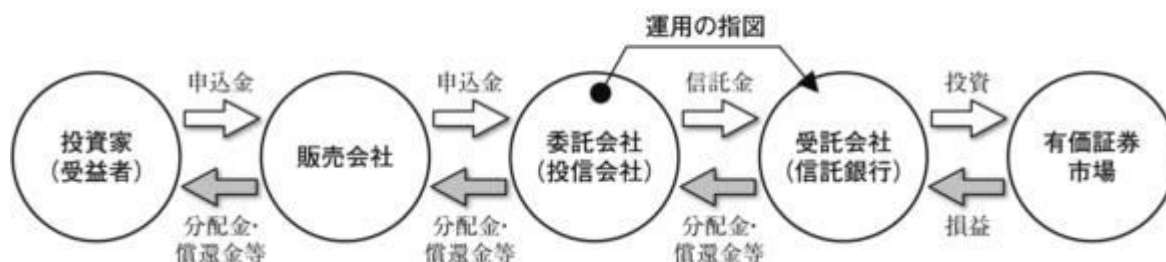 運用の指図
申込金
申込金
信託金
投資
投資家
(受益者)
販売会社
委託会社
(投信会社)
受託会社
(信託銀行)
有価証券
市場
分配金・
償還金等
分配金・
償還金等
分配金・
償還金等
損益